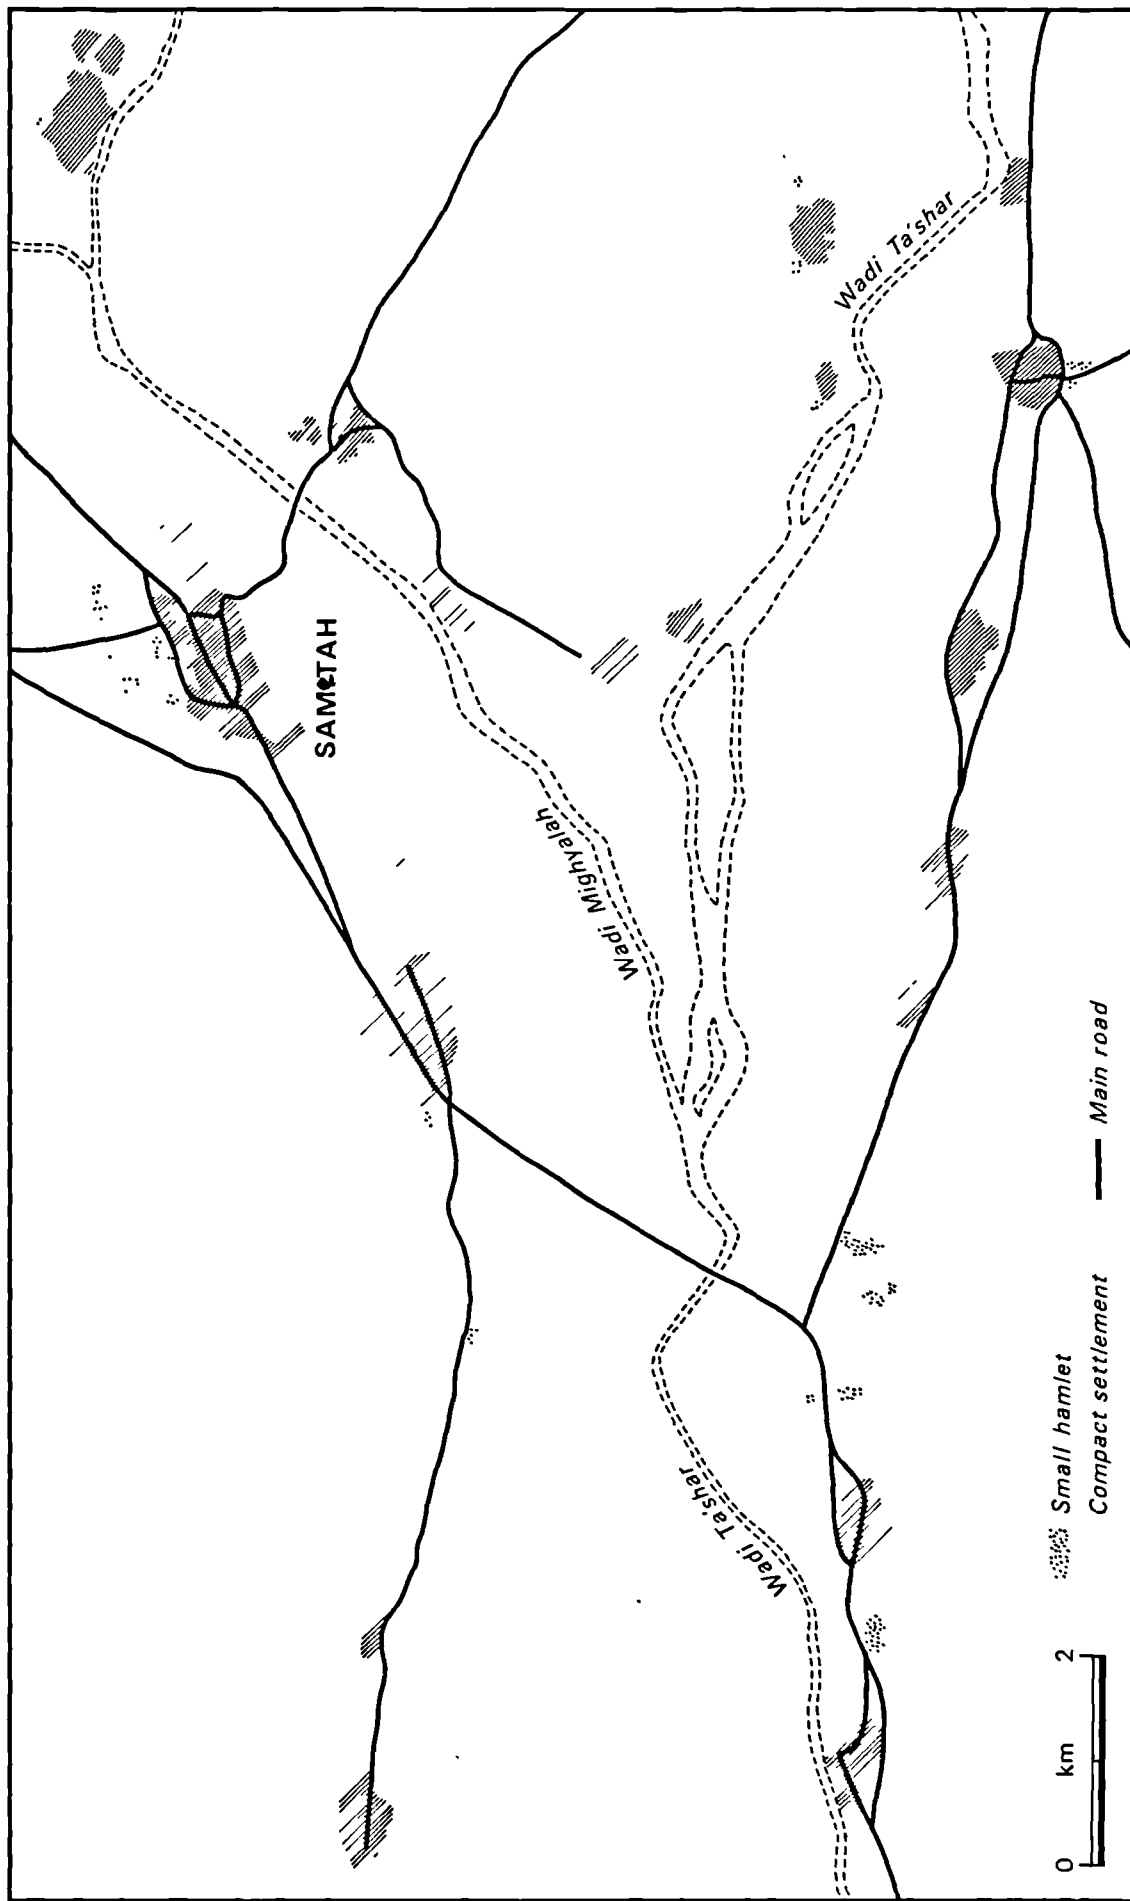 SAMTAH
Wadi Mighyalah
Wadi Ta'shar
Wadi Ta'shar
0 km 2
Small hamlet
Compact settlement
Main road